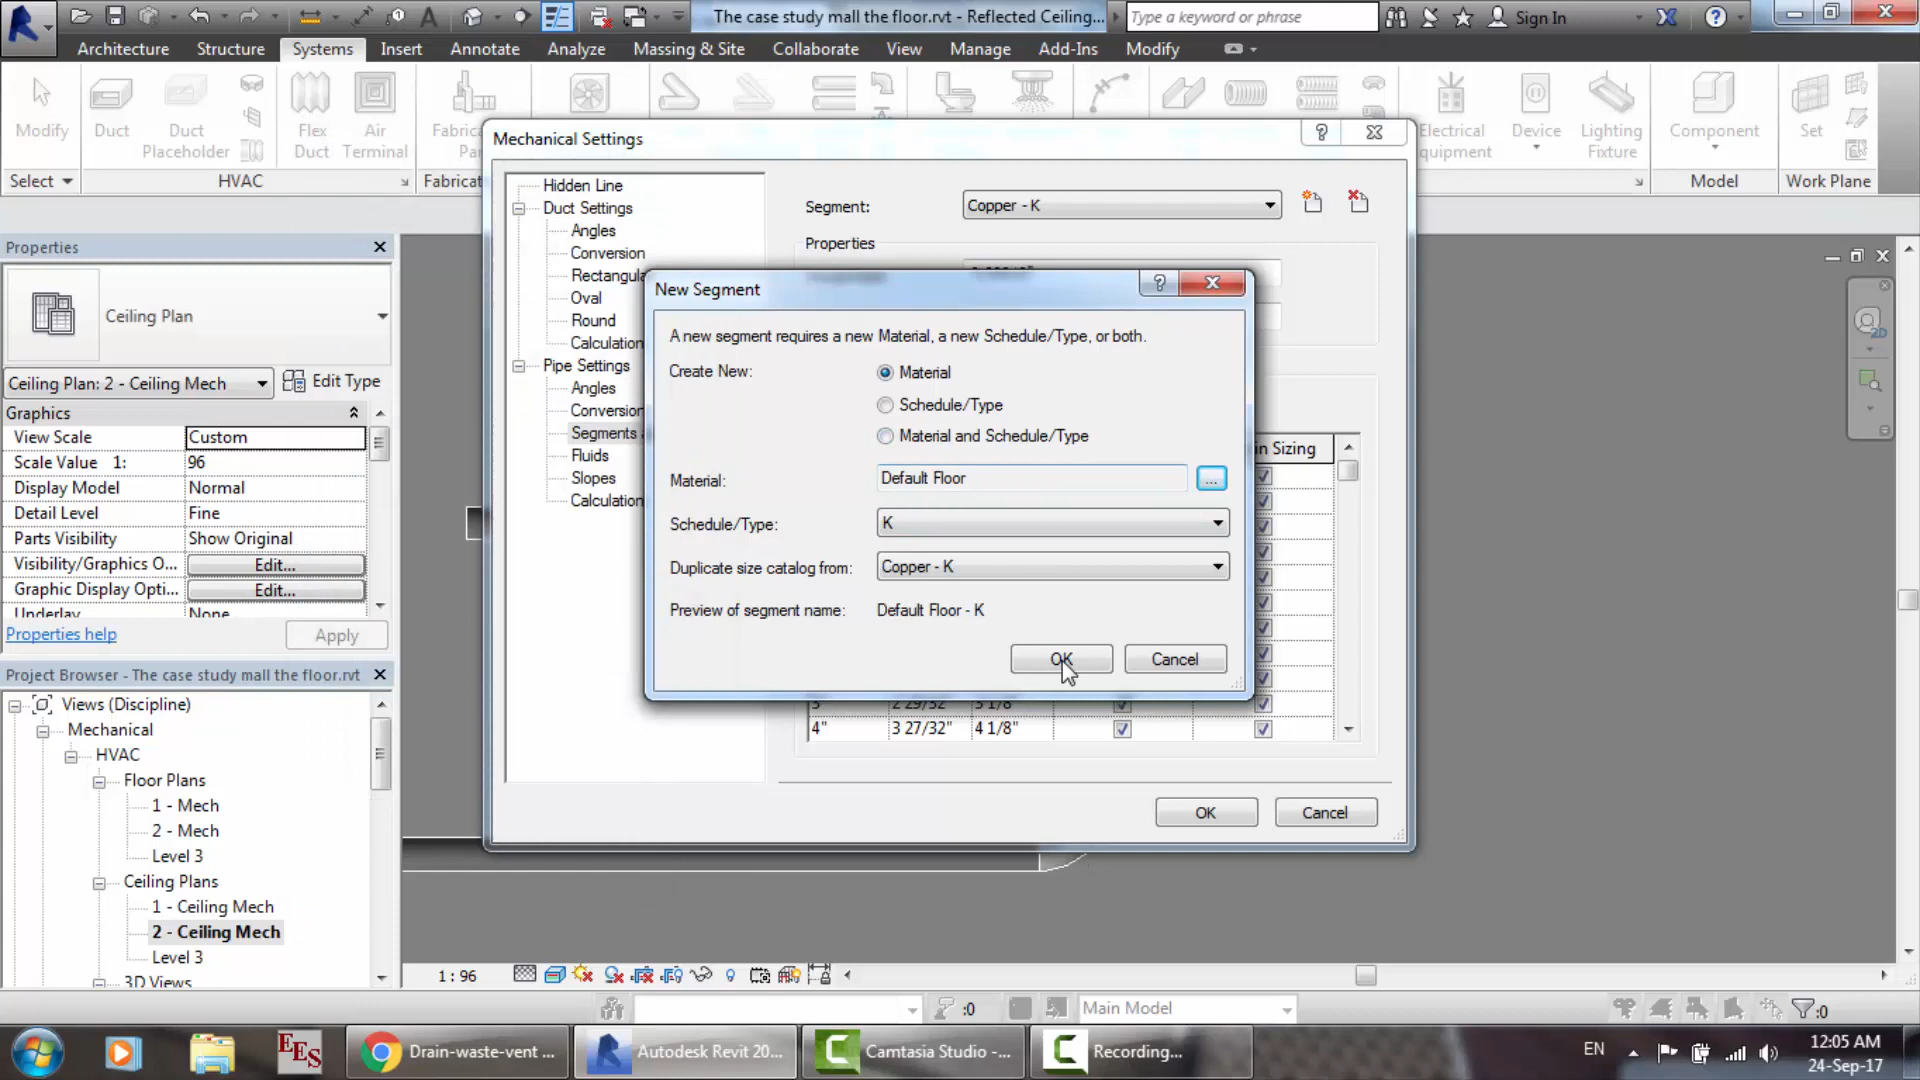 The case study mall the floor.rvt - Reflected Ceiling...
Type a keyword or phrase
Sign In
Architecture Structure Systems Insert Annotate Analyze Massing & Site Collaborate View Manage Add-Ins Modify
Modify
Duct
Duct Placeholder
Flex Duct
Air Terminal
Electrical
Device
Lighting Fixture
Component
Set
Select HVAC Model Work Plane
Mechanical Settings
Hidden Line
Duct Settings
Angles
Conversion
Oval
Round
Calculation
Pipe Settings
Angles
Conversion
Segments
Fluids
Slopes
Calculation
Segment: Copper - K
Properties
in Sizing
4" 3 27/32" 4 1/8"
OK Cancel
New Segment
A new segment requires a new Material, a new Schedule/Type, or both.
Create New: Material
Schedule/Type
Material and Schedule/Type
Material: Default Floor ...
Schedule/Type: K
Duplicate size catalog from: Copper - K
Preview of segment name: Default Floor - K
OK Cancel
Properties
Ceiling Plan
Ceiling Plan: 2 - Ceiling Mech Edit Type
Graphics
View Scale Custom
Scale Value 1: 96
Display Model Normal
Detail Level Fine
Parts Visibility Show Original
Visibility/Graphics O... Edit...
Graphic Display Opti... Edit...
Underlay None
Properties help Apply
Project Browser - The case study mall the floor.rvt
Views (Discipline)
Mechanical
HVAC
Floor Plans
1 - Mech
2 - Mech
Level 3
Ceiling Plans
1 - Ceiling Mech
2 - Ceiling Mech
Level 3
3D Views
1 : 96
:0 Main Model :0
EES
Drain-waste-vent ...
Autodesk Revit 20...
Camtasia Studio -...
Recording...
EN
12:05 AM
24-Sep-17